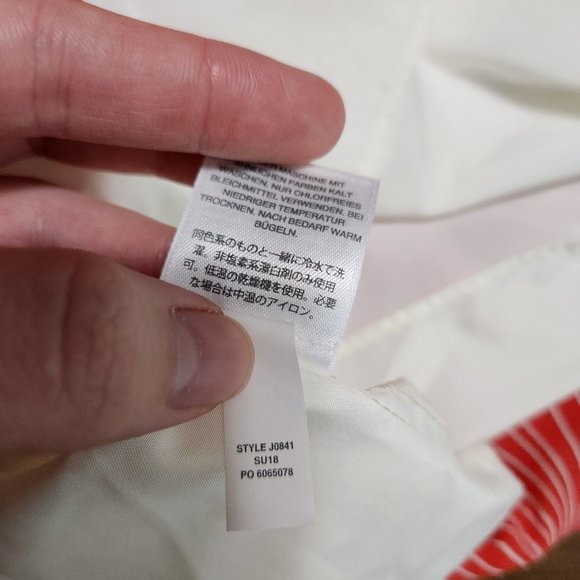 MASCHINE MIT
ÄHNLICHEN FARBEN KALT
WASCHEN. NUR CHLORFREIES
BLEICHMITTEL VERWENDEN. BEI
NIEDRIGER TEMPERATUR
TROCKNEN. NACH BEDARF WARM
BÜGELN.
同色系のものと一緒に冷水で洗
濯。非塩素系漂白剤のみ使用
可。低温の乾燥機を使用。必要
な場合は中温のアイロン。
STYLE J0841
SU18
PO 6065078